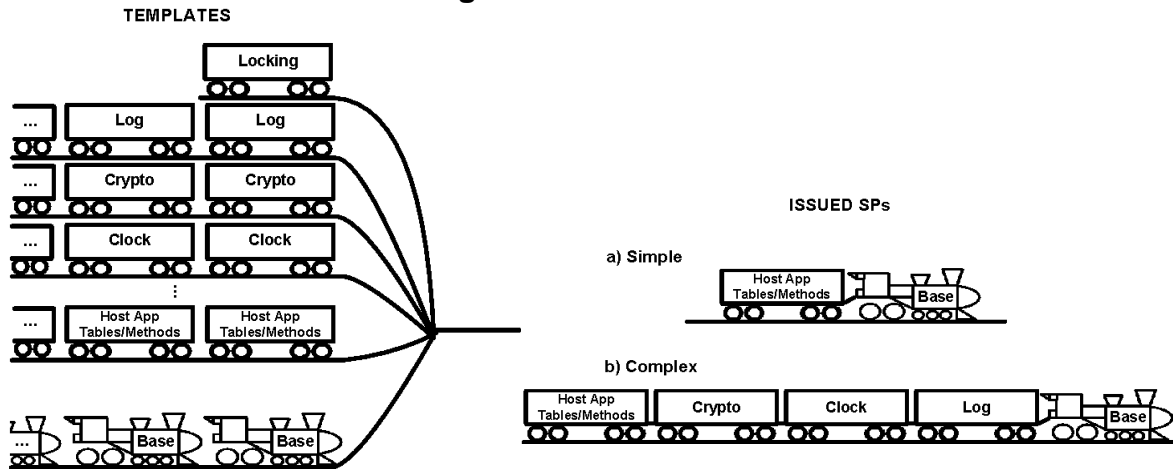 TEMPLATES
Locking
... Log Log
... Crypto Crypto
... Clock Clock
...
... Host App Tables/Methods Host App Tables/Methods
... Base Base
ISSUED SPs
a) Simple
Host App
Tables/Methods
Base
b) Complex
Host App
Tables/Methods
Crypto
Clock
Log
Base